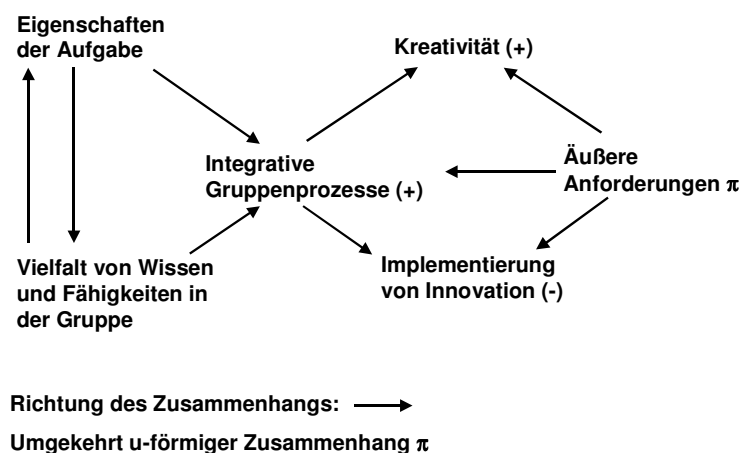 Eigenschaften
der Aufgabe
Kreativität (+)
Integrative
Gruppenprozesse (+)
Äußere
Anforderungen π
Vielfalt von Wissen
und Fähigkeiten in
der Gruppe
Implementierung
von Innovation (-)
Richtung des Zusammenhangs:
Umgekehrt u-förmiger Zusammenhang π